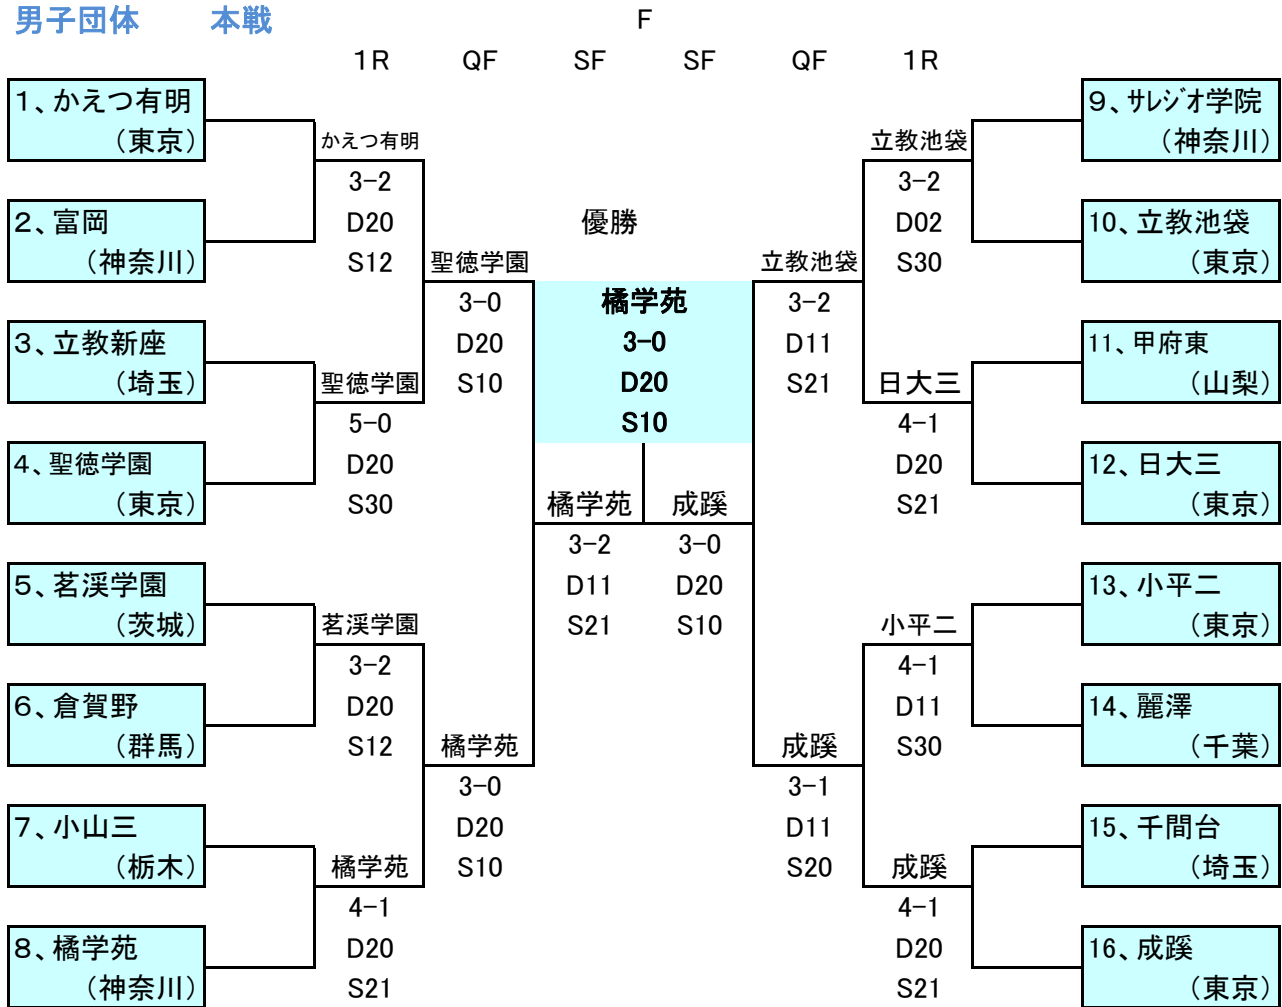 男子団体 本戦
F
1R QF SF SF QF 1R
1、かえつ有明
（東京）
2、富岡
（神奈川）
3、立教新座
（埼玉）
4、聖徳学園
（東京）
5、茗溪学園
（茨城）
6、倉賀野
（群馬）
7、小山三
（栃木）
8、橘学苑
（神奈川）
かえつ有明
3-2
D20
S12
聖徳学園
5-0
D20
S30
茗溪学園
3-2
D20
S12
橘学苑
4-1
D20
S21
聖徳学園
3-0
D20
S10
橘学苑
3-0
D20
S10
優勝
橘学苑
3-0
D20
S10
橘学苑
3-2
D11
S21
成蹊
3-0
D20
S10
立教池袋
3-2
D11
S21
成蹊
3-1
D11
S20
立教池袋
3-2
D02
S30
日大三
4-1
D20
S21
小平二
4-1
D11
S30
成蹊
4-1
D20
S21
9、ｻﾚｼﾞｵ学院
（神奈川）
10、立教池袋
（東京）
11、甲府東
（山梨）
12、日大三
（東京）
13、小平二
（東京）
14、麗澤
（千葉）
15、千間台
（埼玉）
16、成蹊
（東京）